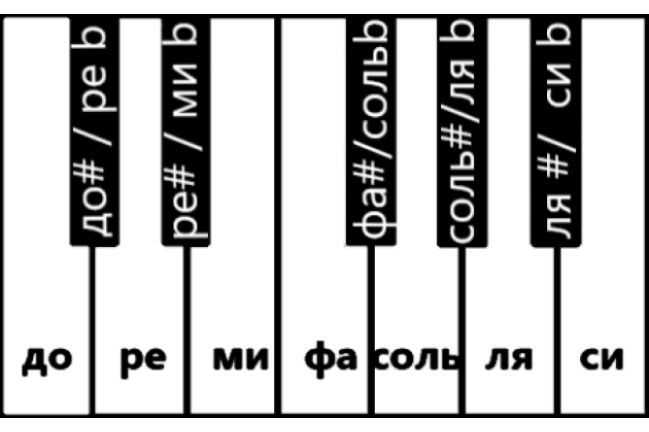 до# / ре b
ре# / ми b
фа#/сольb
соль#/ля b
ля #/ си b
до
ре
ми
фа
соль
ля
си